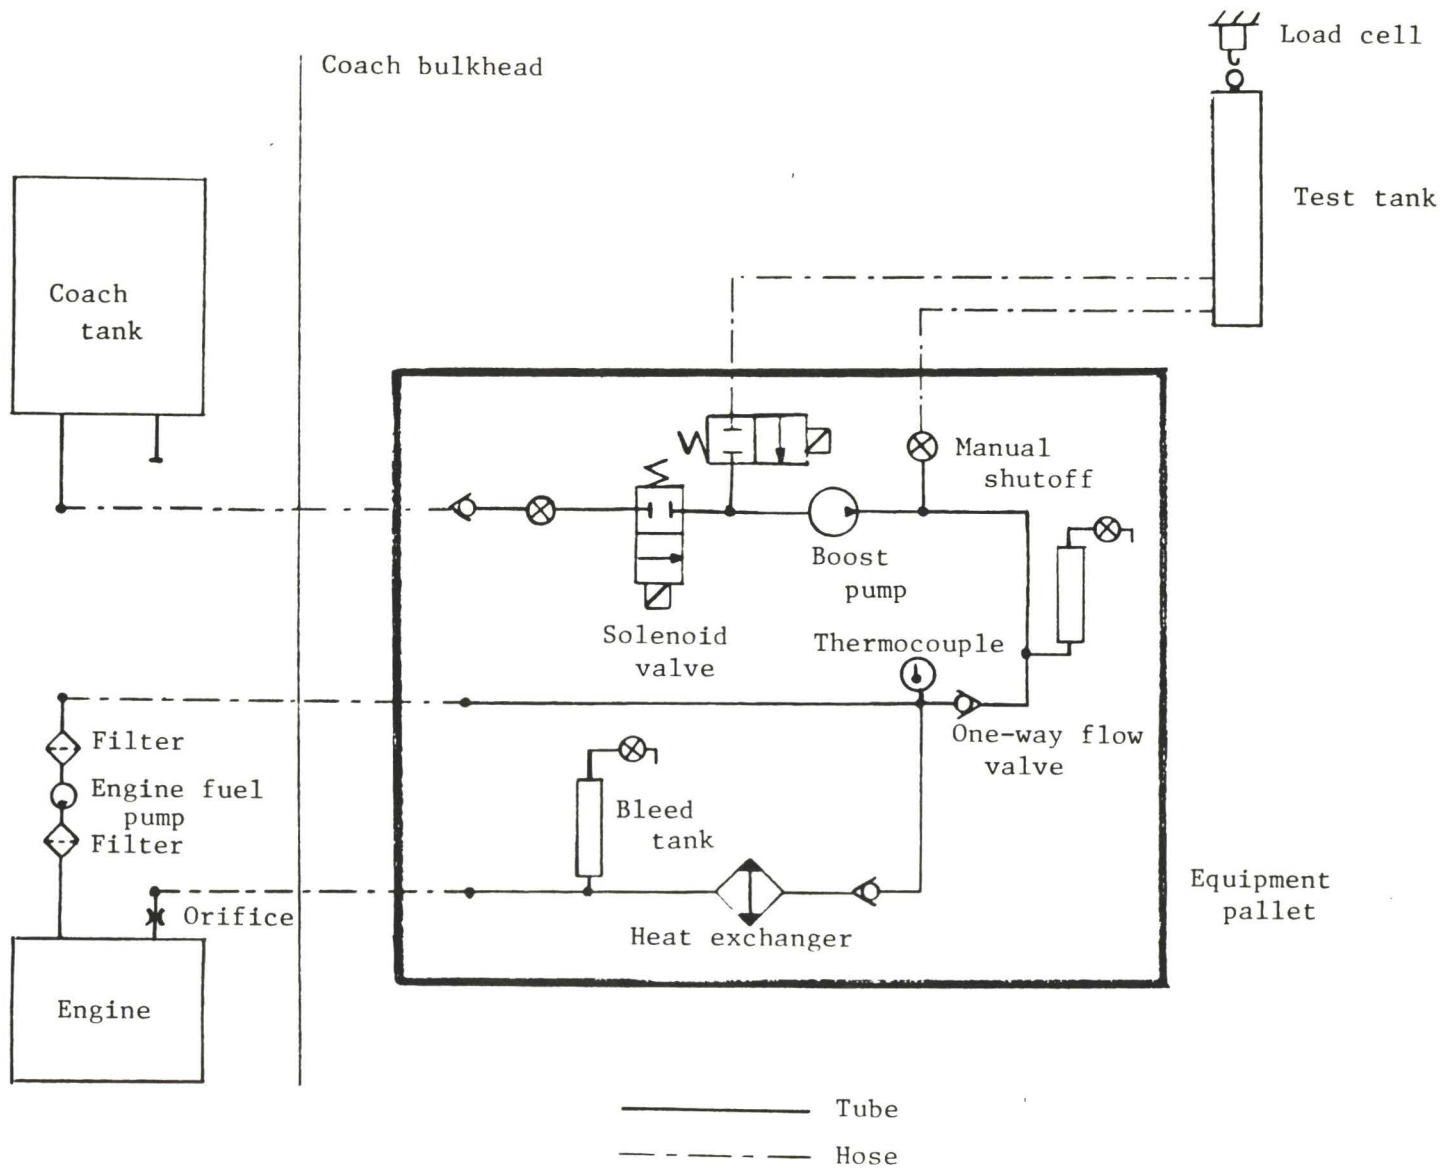 Load cell
Coach bulkhead
Test tank
Coach
tank
Manual
shutoff
Boost
pump
Solenoid
valve
Thermocouple
One-way flow
valve
Filter
Engine fuel
pump
Filter
Bleed
tank
Orifice
Heat exchanger
Equipment
pallet
Engine
Tube
Hose